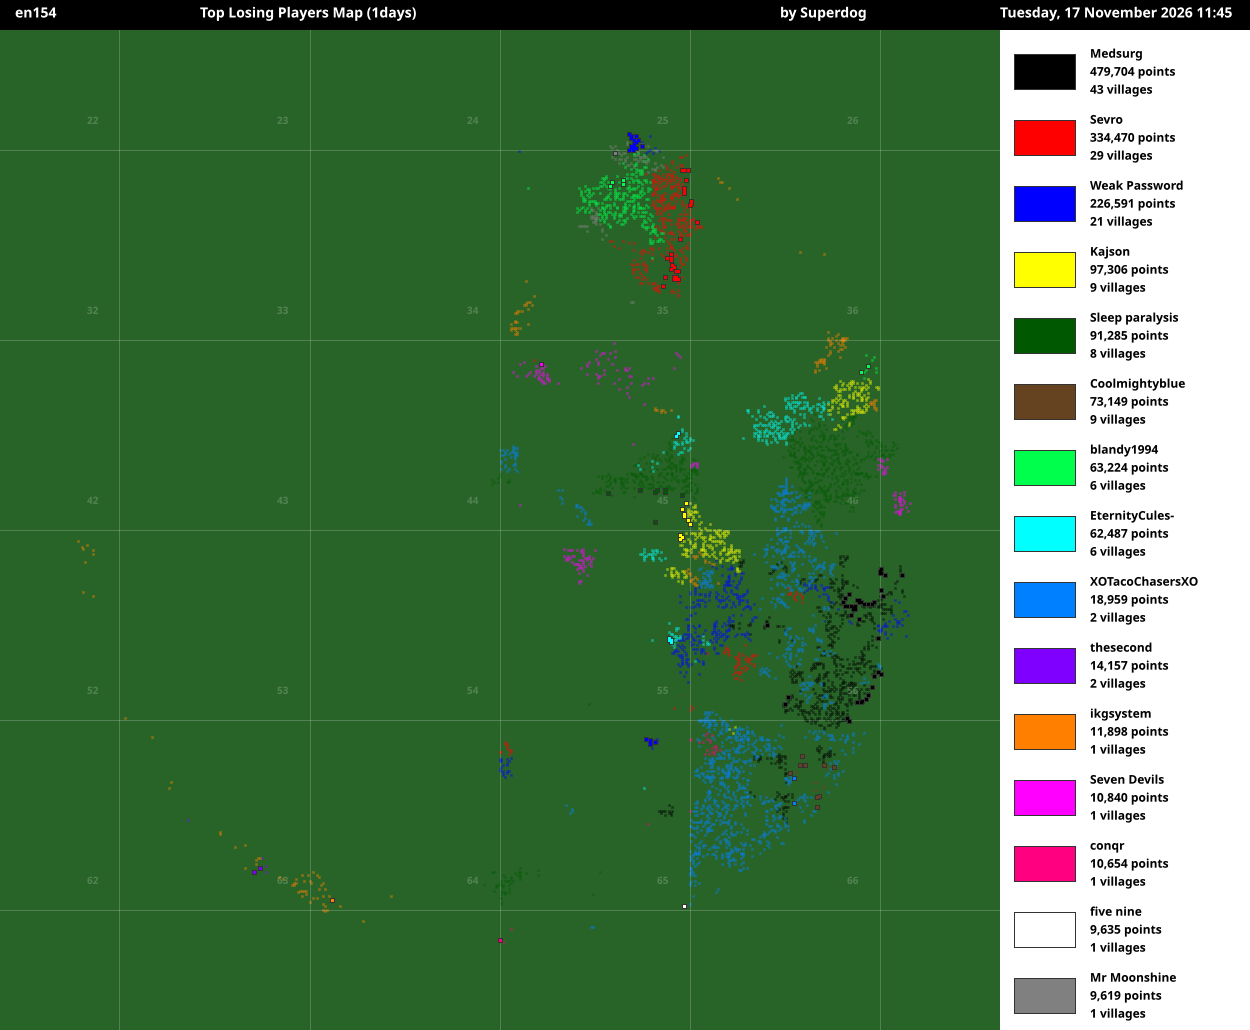 en154
Top Losing Players Map (1days)
by Superdog
Tuesday, 17 November 2026 11:45
Medsurg
479,704 points
43 villages
Sevro
334,470 points
29 villages
Weak Password
226,591 points
21 villages
Kajson
97,306 points
9 villages
Sleep paralysis
91,285 points
8 villages
Coolmightyblue
73,149 points
9 villages
blandy1994
63,224 points
6 villages
EternityCules-
62,487 points
6 villages
XOTacoChasersXO
18,959 points
2 villages
thesecond
14,157 points
2 villages
ikgsystem
11,898 points
1 villages
Seven Devils
10,840 points
1 villages
conqr
10,654 points
1 villages
five nine
9,635 points
1 villages
Mr Moonshine
9,619 points
1 villages
22 23 24 25 26
32 33 34 35 36
42 43 44 45 46
52 53 54 55 56
62 63 64 65 66